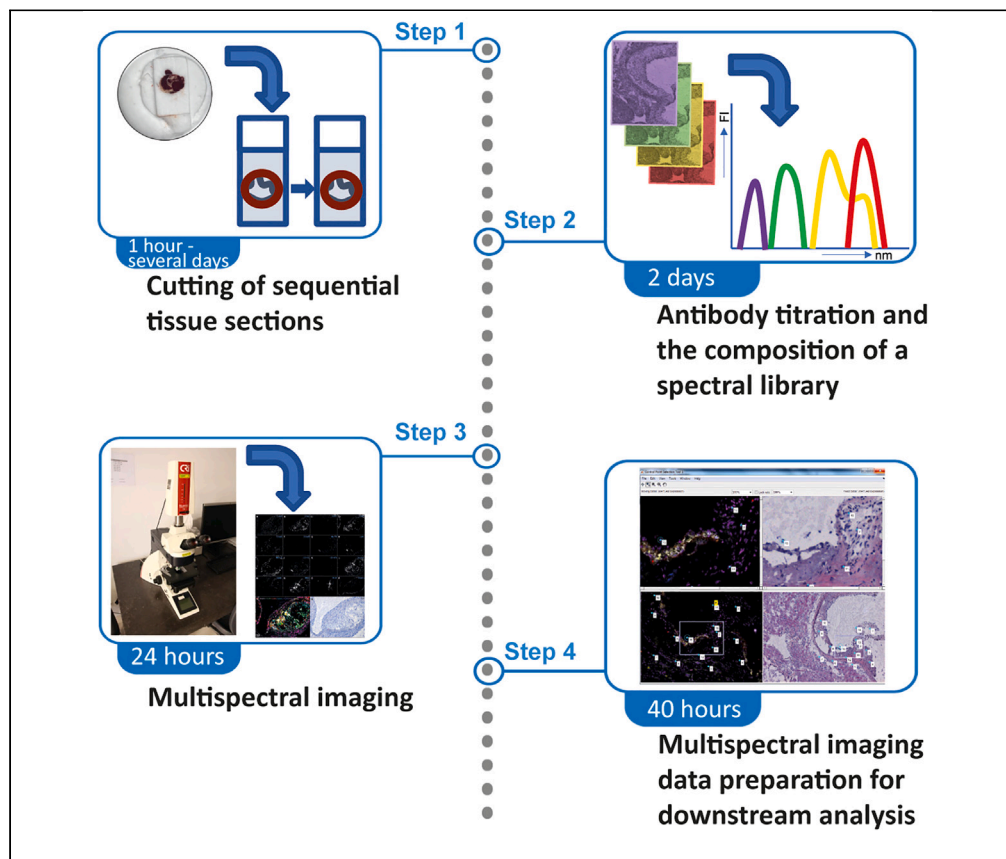 Step 1
1 hour -
several days
Cutting of sequential
tissue sections
Step 2
FI
nm
2 days
Antibody titration and
the composition of a
spectral library
Step 3
24 hours
Multispectral imaging
Step 4
40 hours
Multispectral imaging
data preparation for
downstream analysis